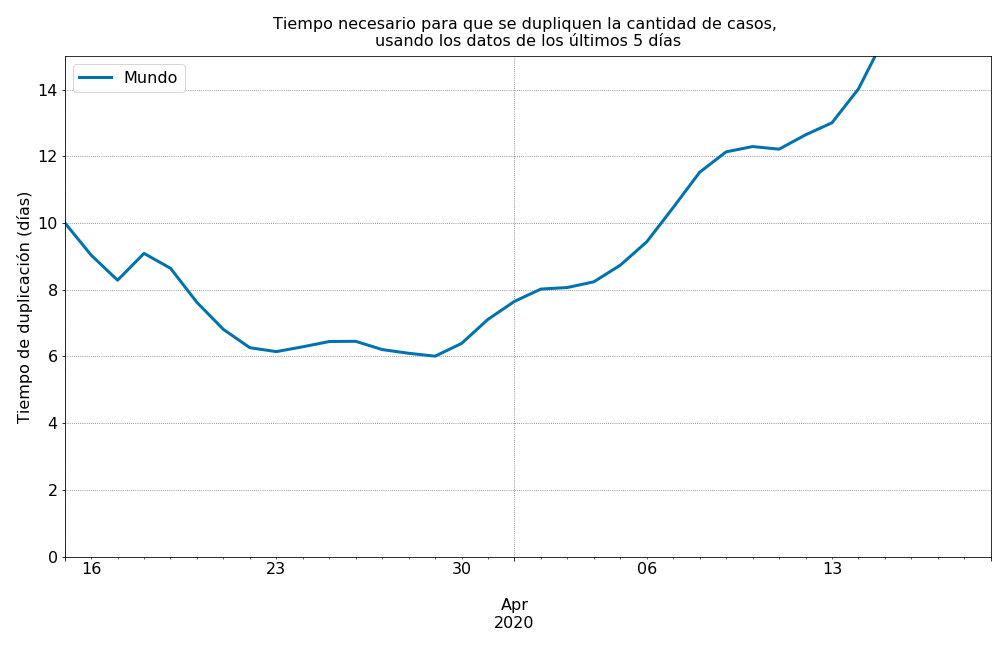 Tiempo necesario para que se dupliquen la cantidad de casos,
usando los datos de los últimos 5 días
Mundo
Tiempo de duplicación (días)
14
12
10
8
6
4
2
0
16
23
30
06
13
Apr
2020